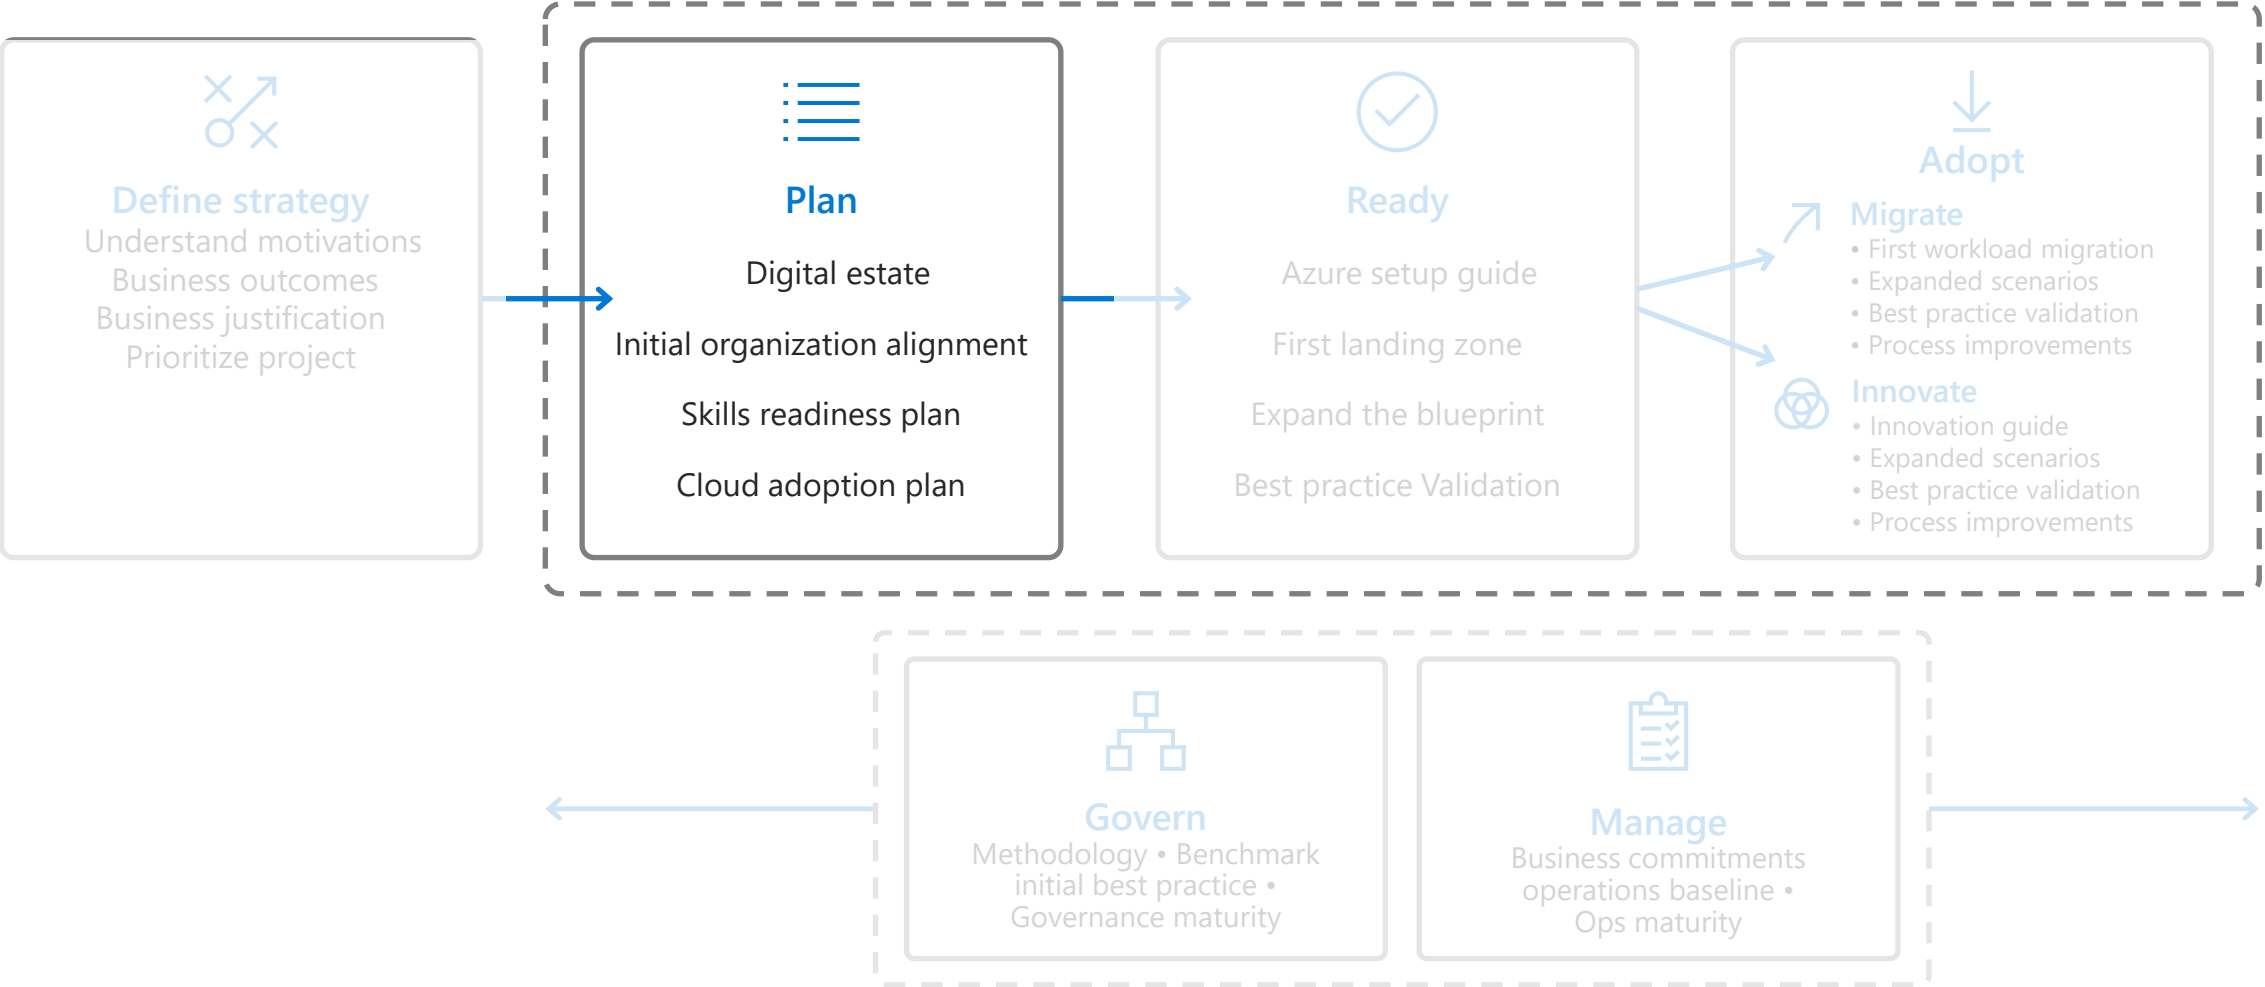 Define strategy
Understand motivations
Business outcomes
Business justification
Prioritize project
Plan
Digital estate
Initial organization alignment
Skills readiness plan
Cloud adoption plan
Ready
Azure setup guide
First landing zone
Expand the blueprint
Best practice Validation
Adopt
Migrate
• First workload migration
• Expanded scenarios
• Best practice validation
• Process improvements
Innovate
• Innovation guide
• Expanded scenarios
• Best practice validation
• Process improvements
Govern
Methodology • Benchmark
initial best practice •
Governance maturity
Manage
Business commitments
operations baseline •
Ops maturity